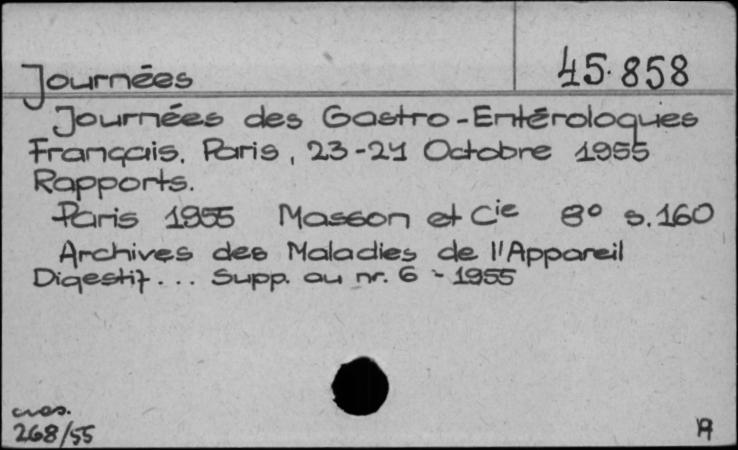 Journées
45.858
Journées des Gastro-Entérologues
Français. Paris, 23-24 Octobre 1955
Rapports.
Paris 1955 Masson et Cie 8° s.160
Archives des Maladies de l'Appareil
Digestif... Supp. au nr. 6 - 1955
268/55